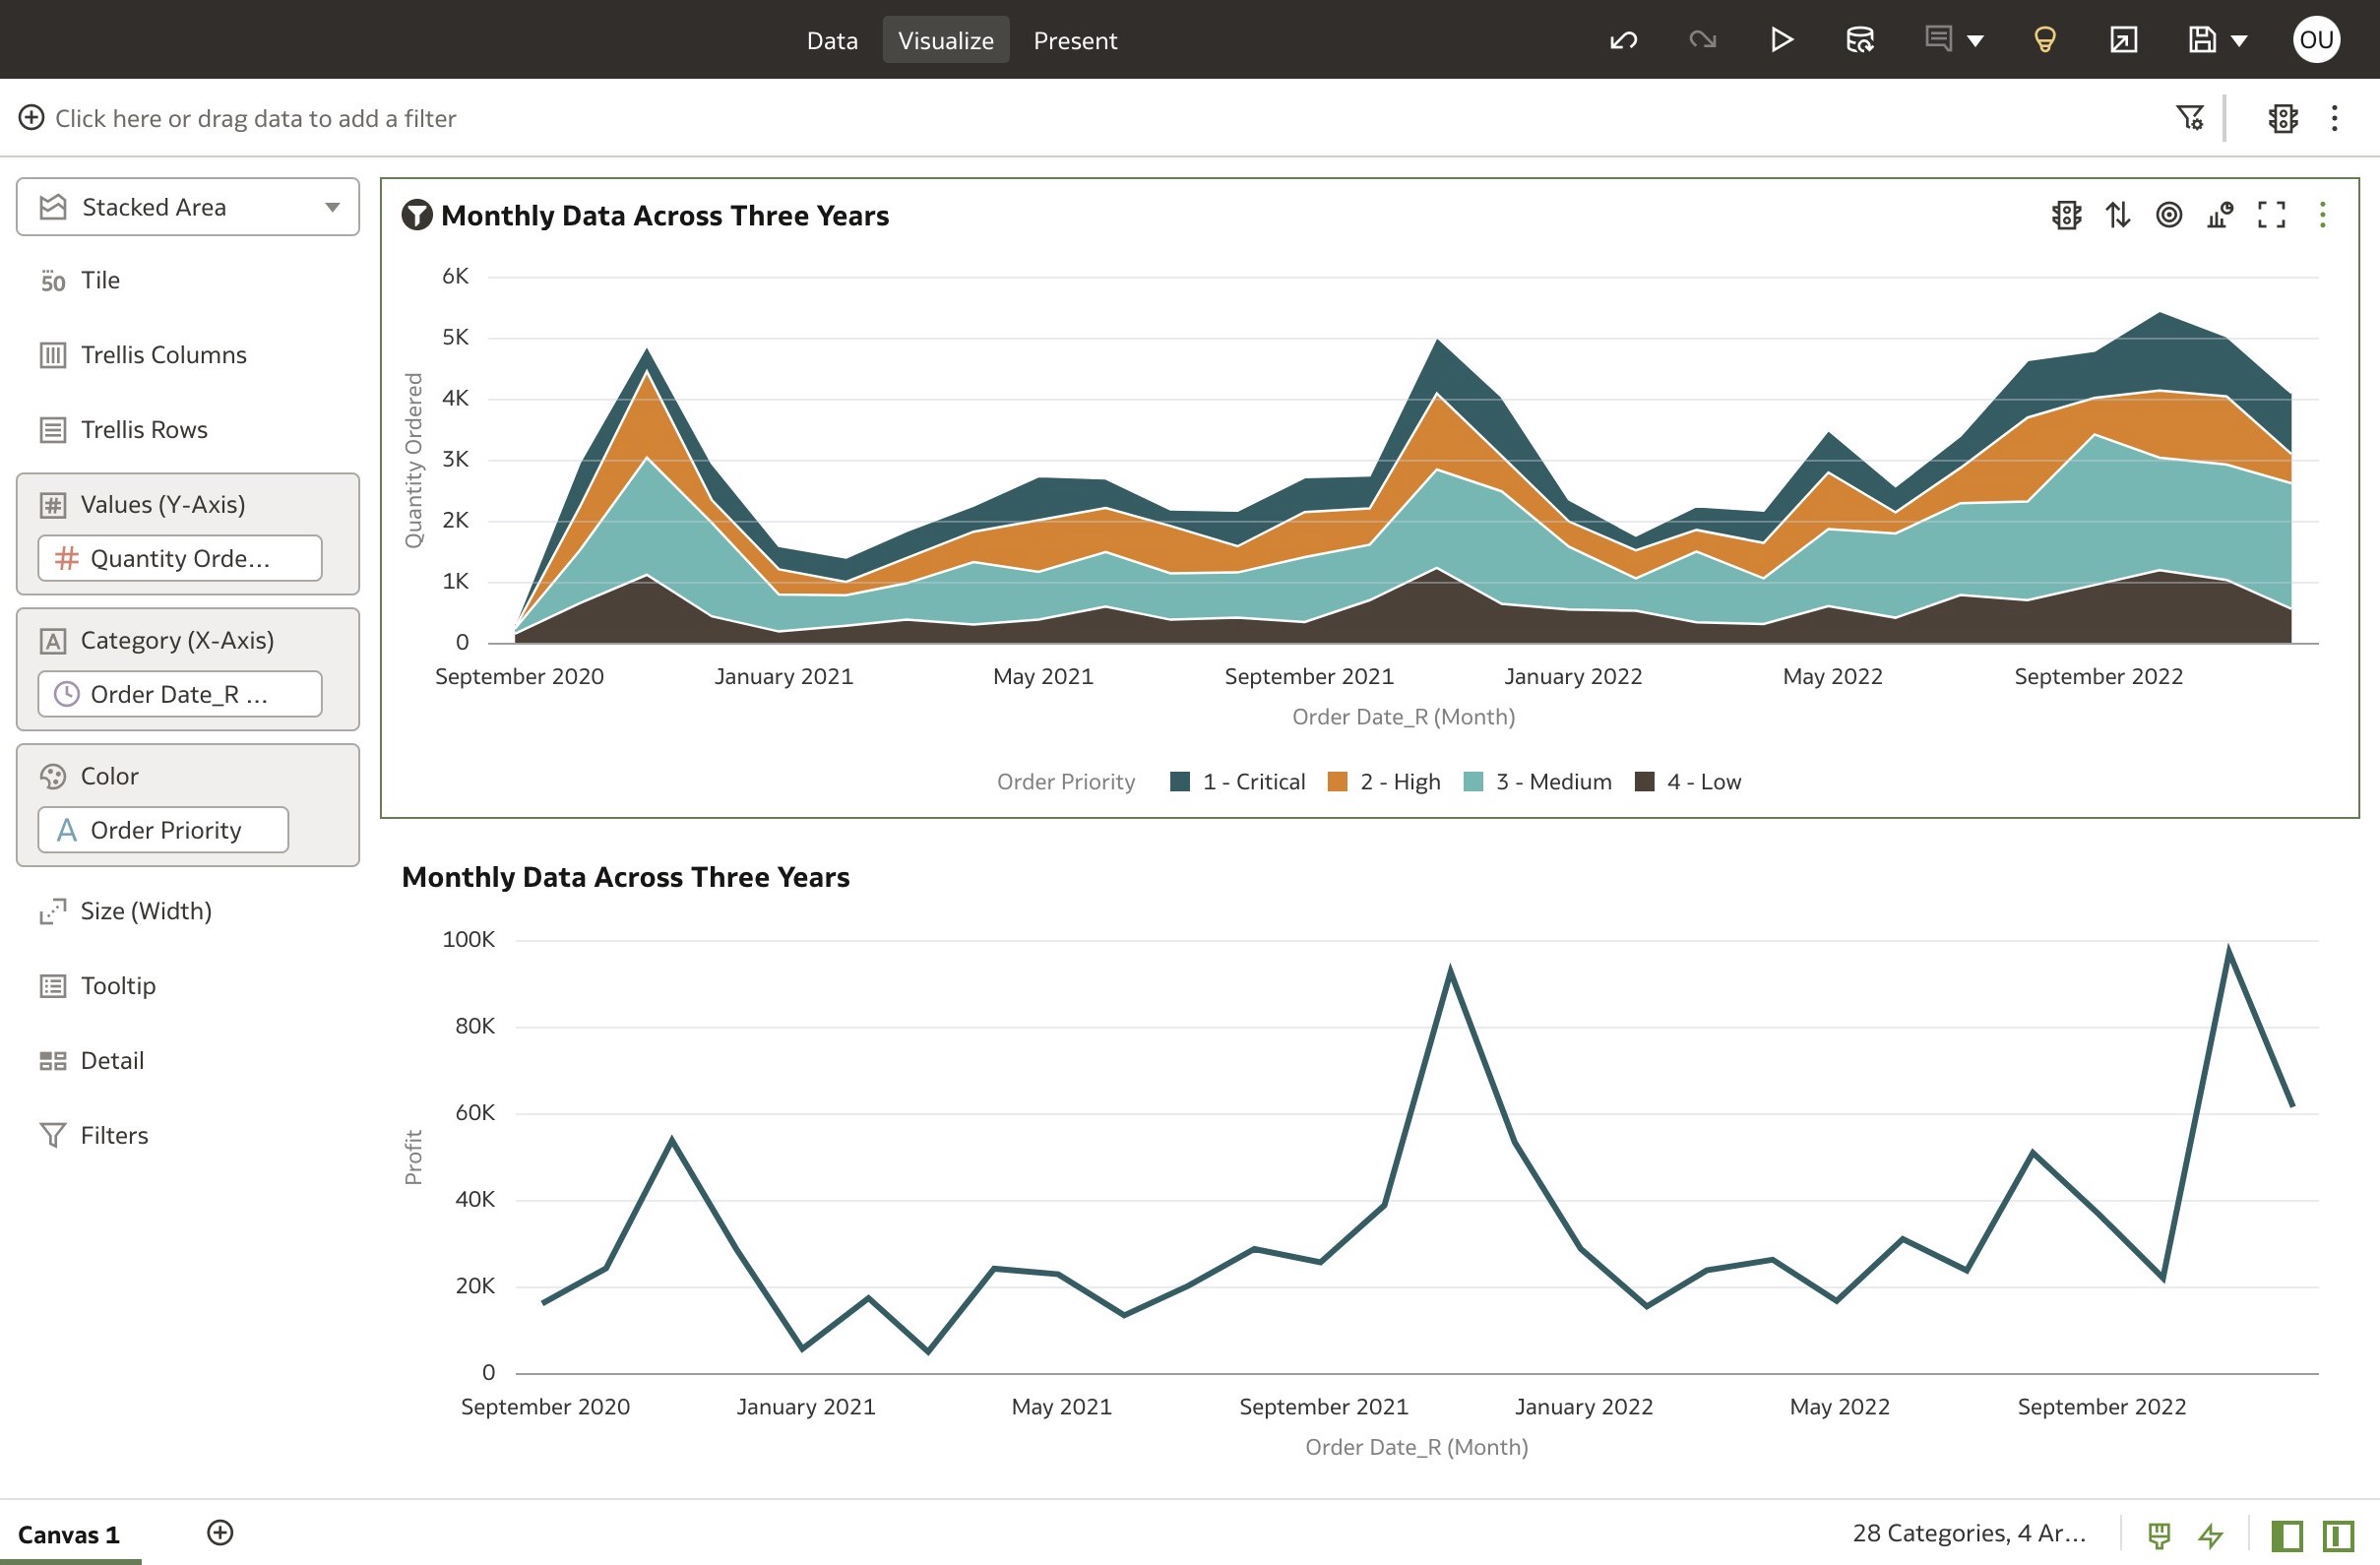 Data Visualize Present
OU
Click here or drag data to add a filter
Stacked Area
50 Tile
Trellis Columns
Trellis Rows
# Values (Y-Axis)
# Quantity Orde...
A Category (X-Axis)
Order Date_R ...
Color
A Order Priority
Size (Width)
Tooltip
Detail
Filters
Monthly Data Across Three Years
6K
5K
4K
3K
2K
1K
0
Quantity Ordered
September 2020 January 2021 May 2021 September 2021 January 2022 May 2022 September 2022
Order Date_R (Month)
Order Priority 1 - Critical 2 - High 3 - Medium 4 - Low
Monthly Data Across Three Years
100K
80K
60K
40K
20K
0
Profit
September 2020 January 2021 May 2021 September 2021 January 2022 May 2022 September 2022
Order Date_R (Month)
Canvas 1
28 Categories, 4 Ar...